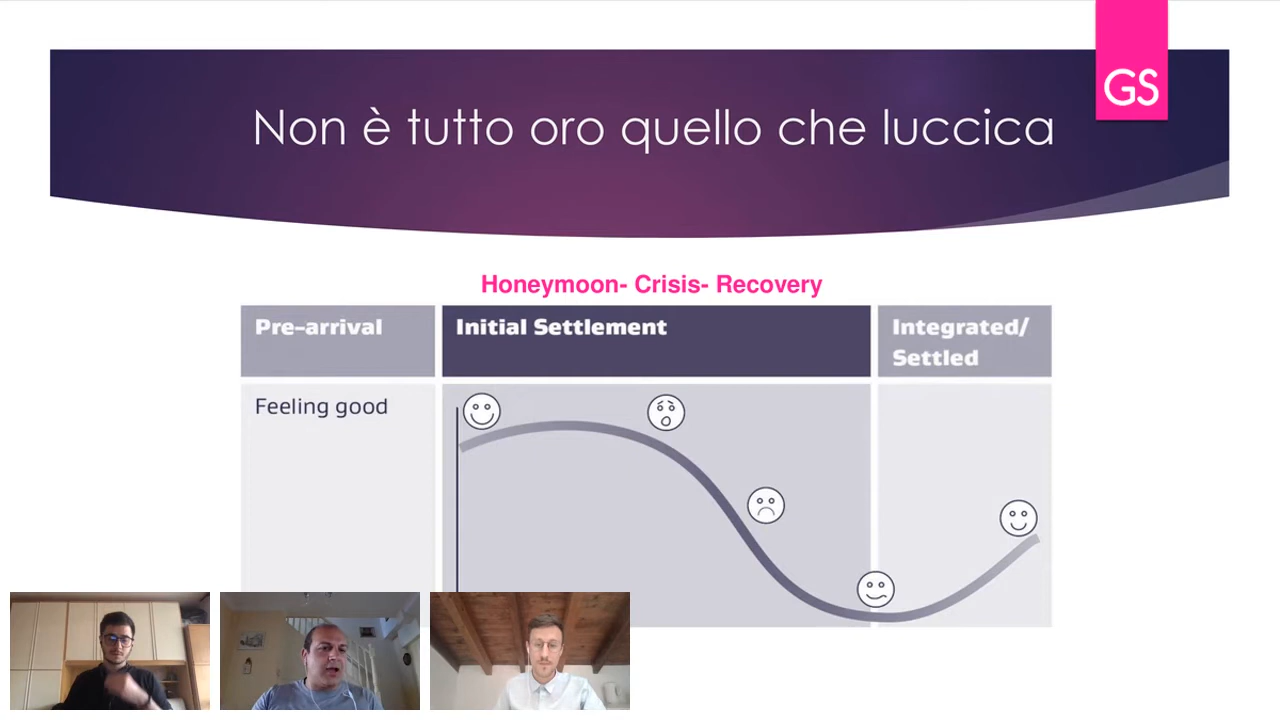 GS
Non è tutto oro quello che luccica
Honeymoon- Crisis- Recovery
Pre-arrival
Initial Settlement
Integrated/
Settled
Feeling good